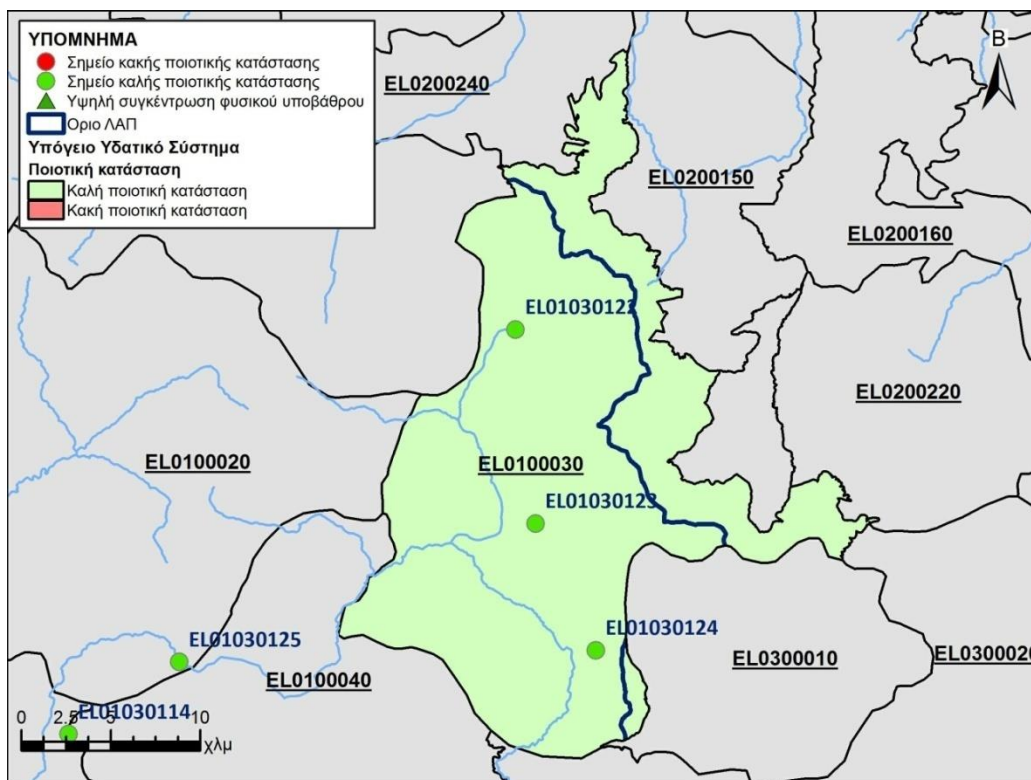 ΥΠΟΜΝΗΜΑ
Σημείο κακής ποιοτικής κατάστασης
Σημείο καλής ποιοτικής κατάστασης
Υψηλή συγκέντρωση φυσικού υποβάθρου
Οριο ΛΑΠ
Υπόγειο Υδατικό Σύστημα
Ποιοτική κατάσταση
Καλή ποιοτική κατάσταση
Κακή ποιοτική κατάσταση
Β
EL0200240
EL0200150
EL0200160
EL01030122
EL0200220
EL0100020
EL0100030
EL01030123
EL01030124
EL01030125
EL0300010
EL0300020
EL0100040
EL01030114
0 2.5 5 10
χλμ